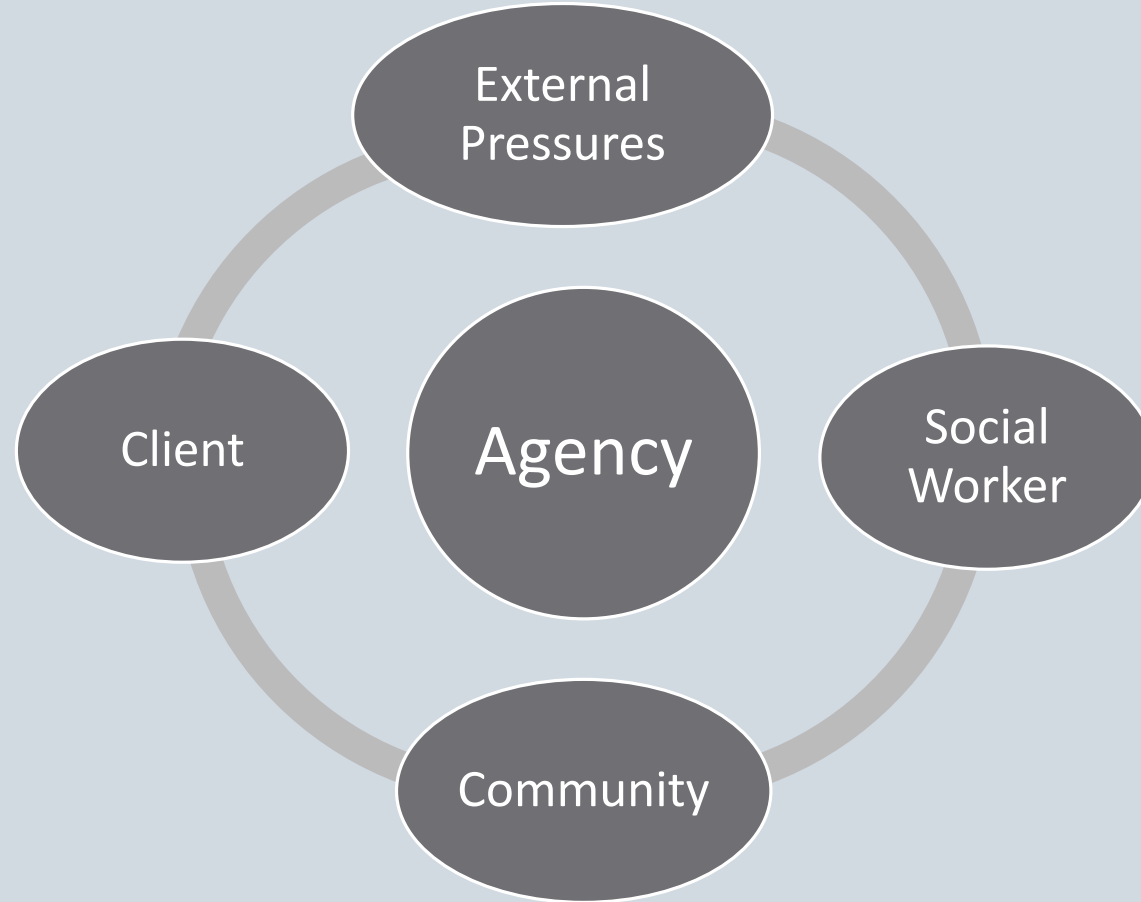 External
Pressures
Client
Agency
Social
Worker
Community